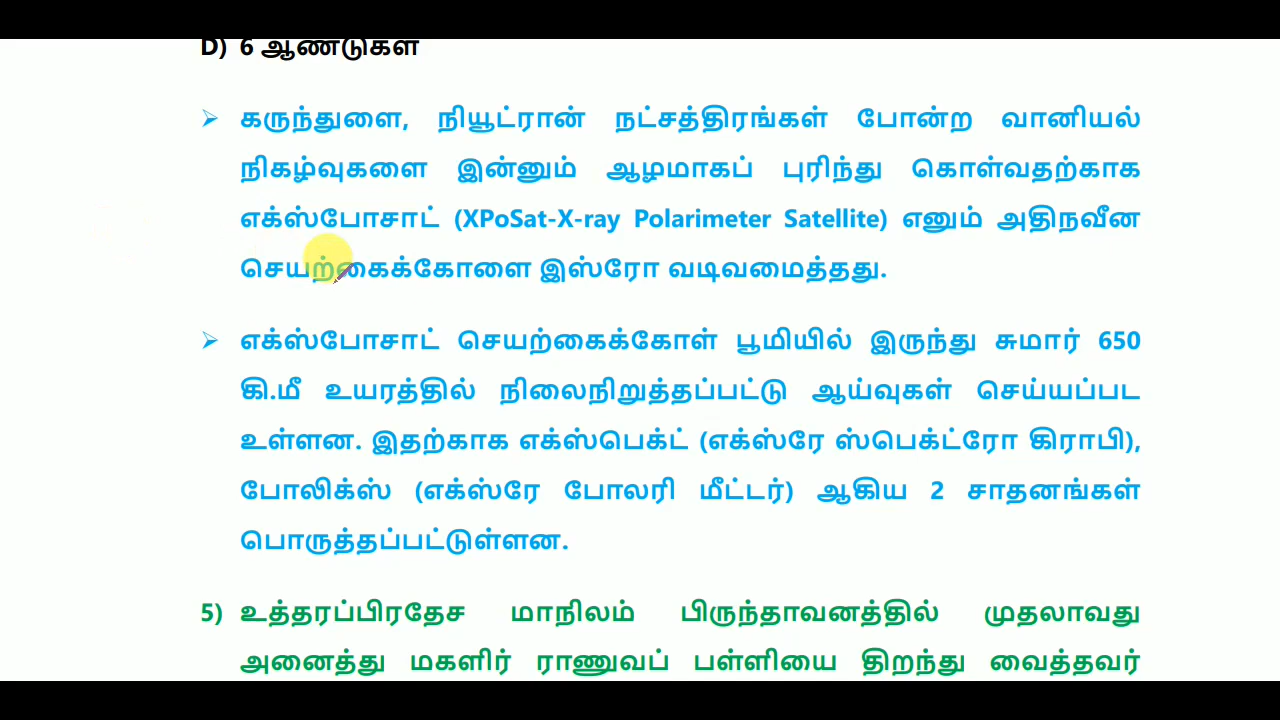 D) 6 ஆண்டுகள்
➢ கருந்துளை, நியூட்ரான் நட்சத்திரங்கள் போன்ற வானியல்
நிகழ்வுகளை இன்னும் ஆழமாகப் புரிந்து கொள்வதற்காக
எக்ஸ்போசாட் (XPoSat-X-ray Polarimeter Satellite) எனும் அதிநவீன
செயற்கைக்கோளை இஸ்ரோ வடிவமைத்தது.
➢ எக்ஸ்போசாட் செயற்கைக்கோள் பூமியில் இருந்து சுமார் 650
கி.மீ உயரத்தில் நிலைநிறுத்தப்பட்டு ஆய்வுகள் செய்யப்பட
உள்ளன. இதற்காக எக்ஸ்பெக்ட் (எக்ஸ்ரே ஸ்பெக்ட்ரோ கிராபி),
போலிக்ஸ் (எக்ஸ்ரே போலரி மீட்டர்) ஆகிய 2 சாதனங்கள்
பொருத்தப்பட்டுள்ளன.
5) உத்தரப்பிரதேச மாநிலம் பிருந்தாவனத்தில் முதலாவது
அனைத்து மகளிர் ராணுவப் பள்ளியை திறந்து வைத்தவர்